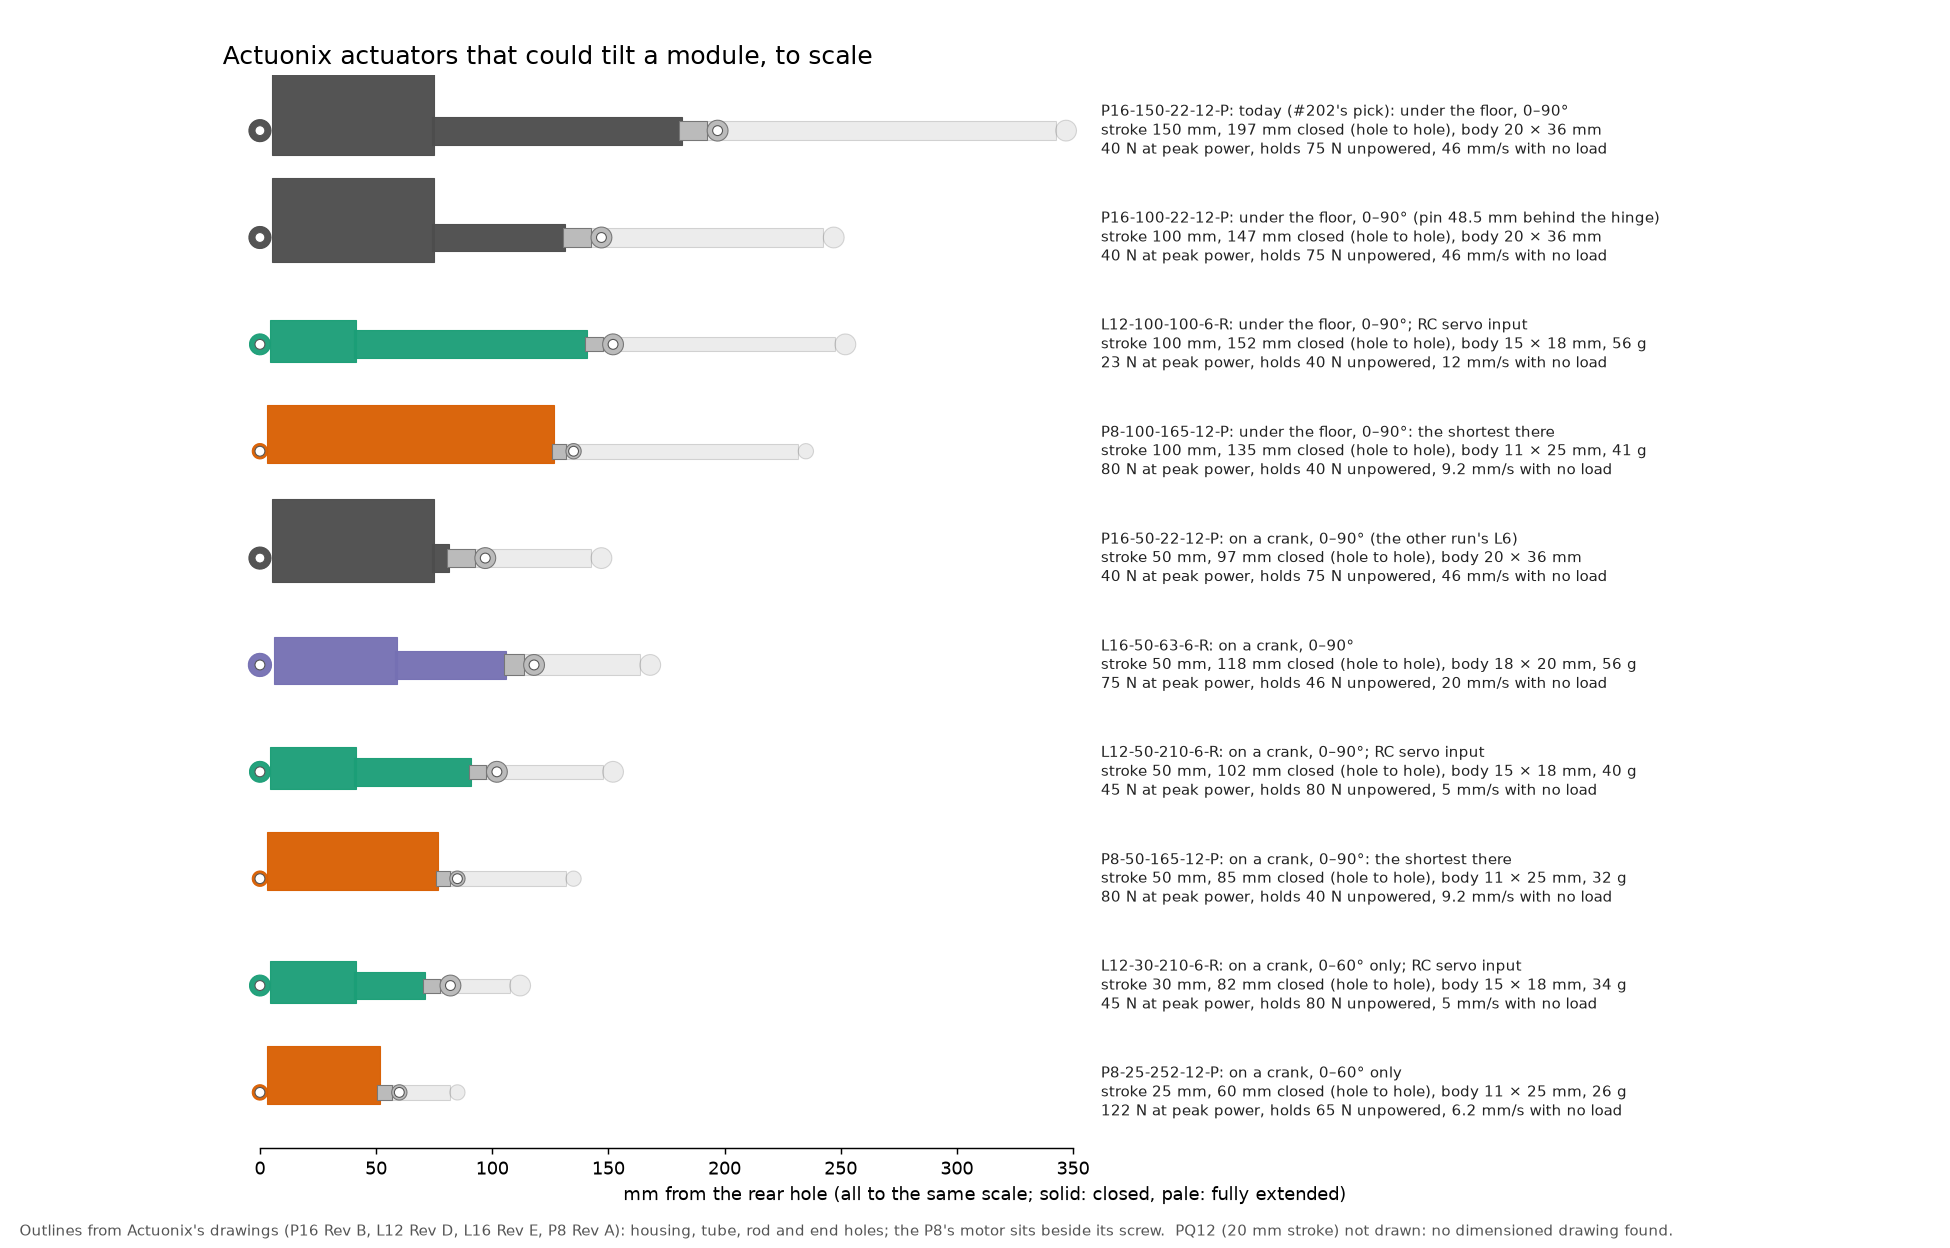 Actuonix actuators that could tilt a module, to scale
P16-150-22-12-P: today (#202's pick): under the floor, 0–90°
stroke 150 mm, 197 mm closed (hole to hole), body 20 × 36 mm
40 N at peak power, holds 75 N unpowered, 46 mm/s with no load
P16-100-22-12-P: under the floor, 0–90° (pin 48.5 mm behind the hinge)
stroke 100 mm, 147 mm closed (hole to hole), body 20 × 36 mm
40 N at peak power, holds 75 N unpowered, 46 mm/s with no load
L12-100-100-6-R: under the floor, 0–90°; RC servo input
stroke 100 mm, 152 mm closed (hole to hole), body 15 × 18 mm, 56 g
23 N at peak power, holds 40 N unpowered, 12 mm/s with no load
P8-100-165-12-P: under the floor, 0–90°: the shortest there
stroke 100 mm, 135 mm closed (hole to hole), body 11 × 25 mm, 41 g
80 N at peak power, holds 40 N unpowered, 9.2 mm/s with no load
P16-50-22-12-P: on a crank, 0–90° (the other run's L6)
stroke 50 mm, 97 mm closed (hole to hole), body 20 × 36 mm
40 N at peak power, holds 75 N unpowered, 46 mm/s with no load
L16-50-63-6-R: on a crank, 0–90°
stroke 50 mm, 118 mm closed (hole to hole), body 18 × 20 mm, 56 g
75 N at peak power, holds 46 N unpowered, 20 mm/s with no load
L12-50-210-6-R: on a crank, 0–90°; RC servo input
stroke 50 mm, 102 mm closed (hole to hole), body 15 × 18 mm, 40 g
45 N at peak power, holds 80 N unpowered, 5 mm/s with no load
P8-50-165-12-P: on a crank, 0–90°: the shortest there
stroke 50 mm, 85 mm closed (hole to hole), body 11 × 25 mm, 32 g
80 N at peak power, holds 40 N unpowered, 9.2 mm/s with no load
L12-30-210-6-R: on a crank, 0–60° only; RC servo input
stroke 30 mm, 82 mm closed (hole to hole), body 15 × 18 mm, 34 g
45 N at peak power, holds 80 N unpowered, 5 mm/s with no load
P8-25-252-12-P: on a crank, 0–60° only
stroke 25 mm, 60 mm closed (hole to hole), body 11 × 25 mm, 26 g
122 N at peak power, holds 65 N unpowered, 6.2 mm/s with no load
0 50 100 150 200 250 300 350
mm from the rear hole (all to the same scale; solid: closed, pale: fully extended)
Outlines from Actuonix's drawings (P16 Rev B, L12 Rev D, L16 Rev E, P8 Rev A): housing, tube, rod and end holes; the P8's motor sits beside its screw.  PQ12 (20 mm stroke) not drawn: no dimensioned drawing found.